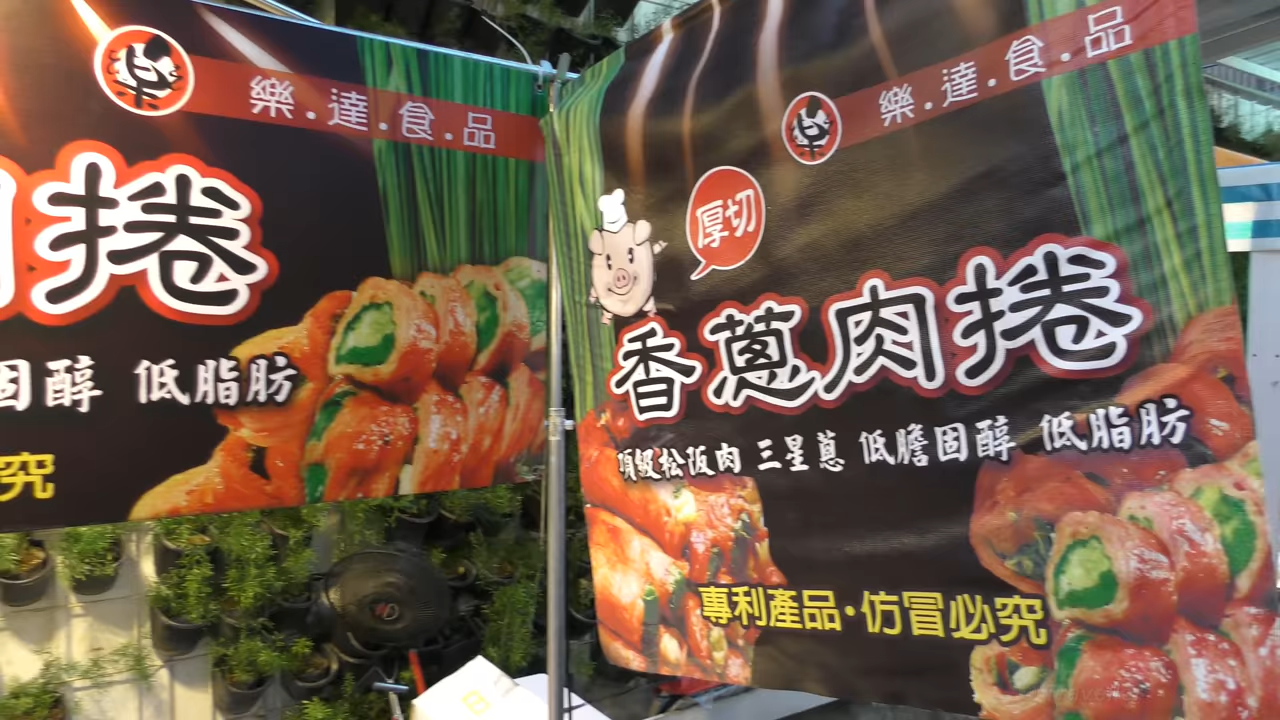 樂.達.食.品
捲
固醇 低脂肪
究
樂.達.食.品
厚切
香蔥肉捲
頂級松阪肉 三星蔥 低膽固醇 低脂肪
專利產品·仿冒必究